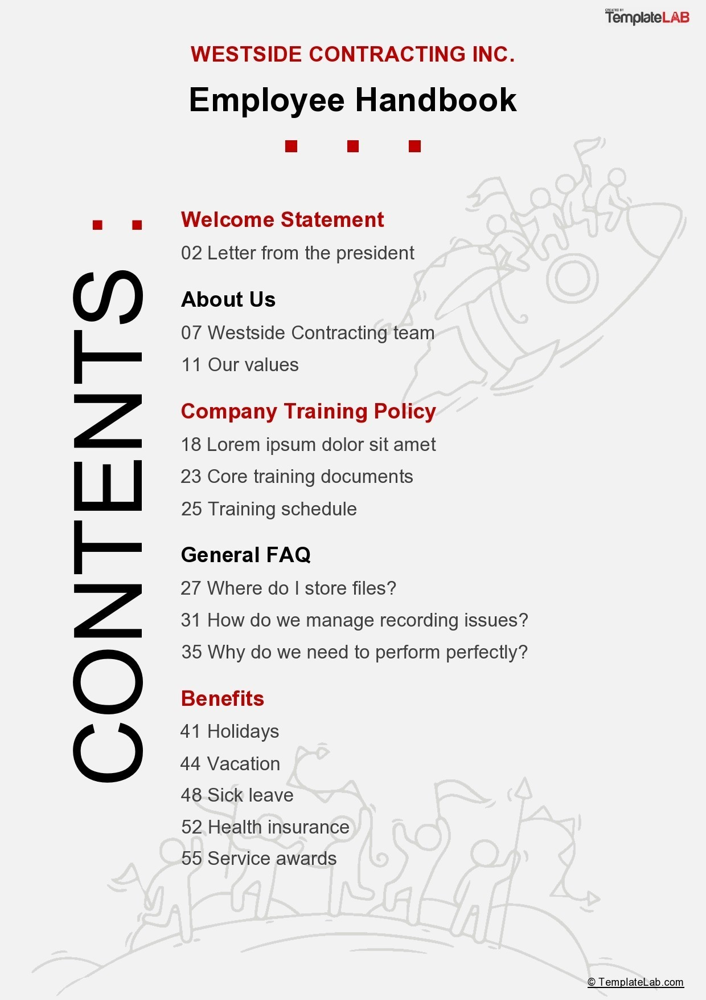 CREATED BY
TemplateLAB
WESTSIDE CONTRACTING INC.
Employee Handbook
CONTENTS
Welcome Statement
02 Letter from the president
About Us
07 Westside Contracting team
11 Our values
Company Training Policy
18 Lorem ipsum dolor sit amet
23 Core training documents
25 Training schedule
General FAQ
27 Where do I store files?
31 How do we manage recording issues?
35 Why do we need to perform perfectly?
Benefits
41 Holidays
44 Vacation
48 Sick leave
52 Health insurance
55 Service awards
© TemplateLab.com